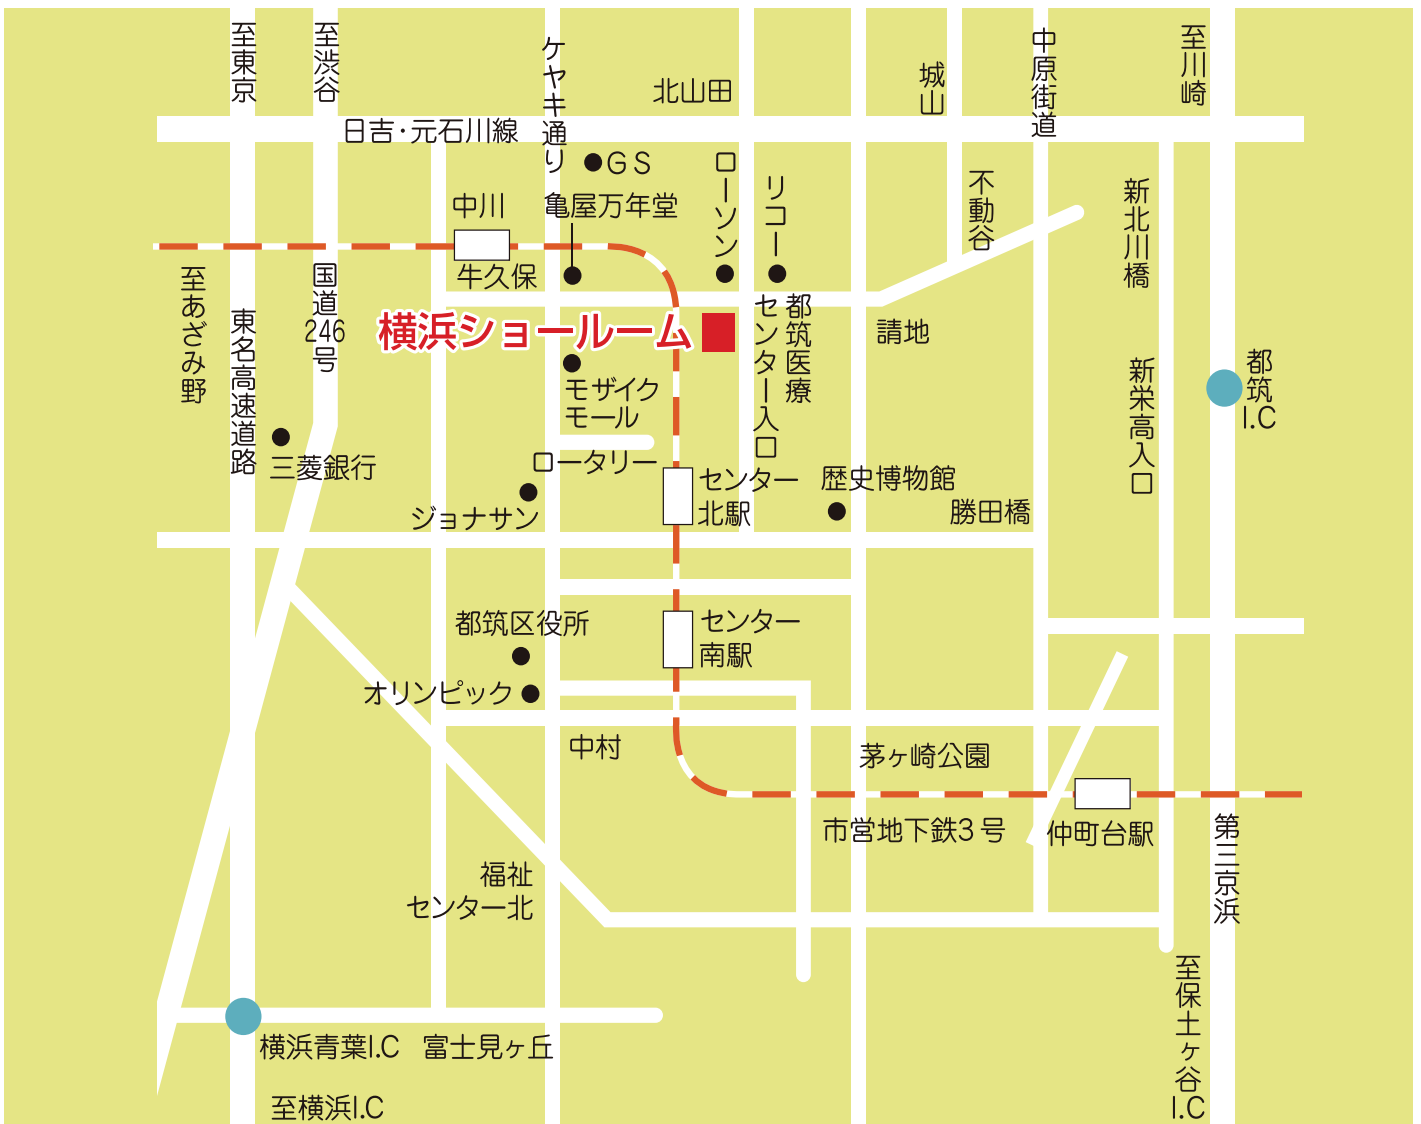 至東京
至渋谷
ケヤキ通り
北山田
城山
中原街道
至川崎
日吉・元石川線
GS
ローソン
リコー
不動谷
新北川橋
中川
亀屋万年堂
牛久保
至あざみ野
東名高速道路
国道
246
号
横浜ショールーム
都筑医療
センター入口
請地
新栄高入口
都筑
I.C
モザイク
モール
三菱銀行
ロータリー
センター
北駅
歴史博物館
勝田橋
ジョナサン
都筑区役所
センター
南駅
オリンピック
中村
茅ヶ崎公園
市営地下鉄3号
仲町台駅
第三京浜
福祉
センター北
至保土ヶ谷
I.C
横浜青葉I.C
富士見ヶ丘
至横浜I.C